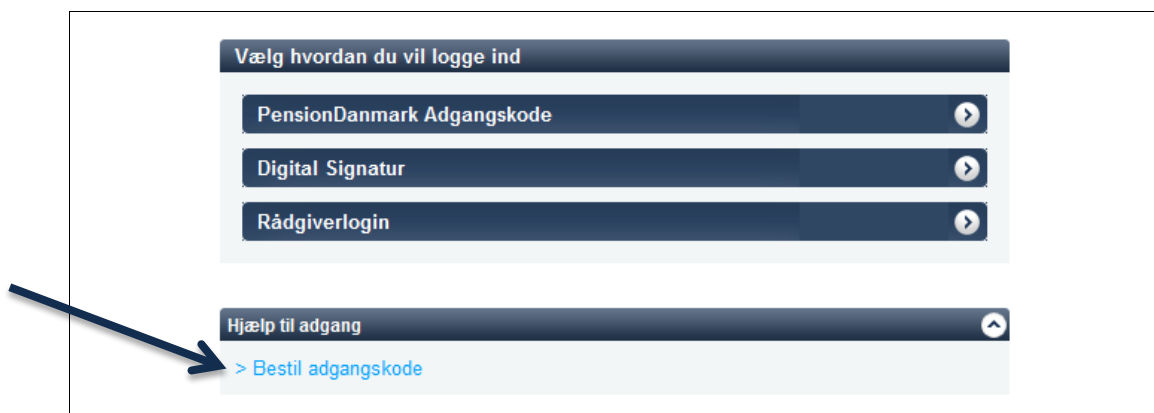 Vælg hvordan du vil logge ind
PensionDanmark Adgangskode
Digital Signatur
Rådgiverlogin
Hjælp til adgang
> Bestil adgangskode